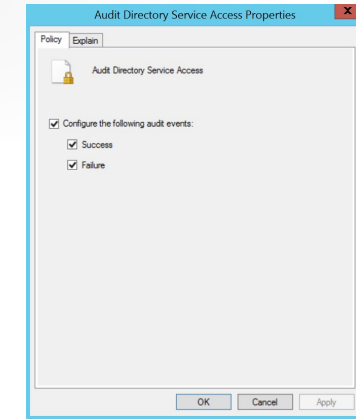 Audit Directory Service Access Properties
x
Policy
Explain
Audit Directory Service Access
Configure the following audit events:
Success
Failure
OK
Cancel
Apply